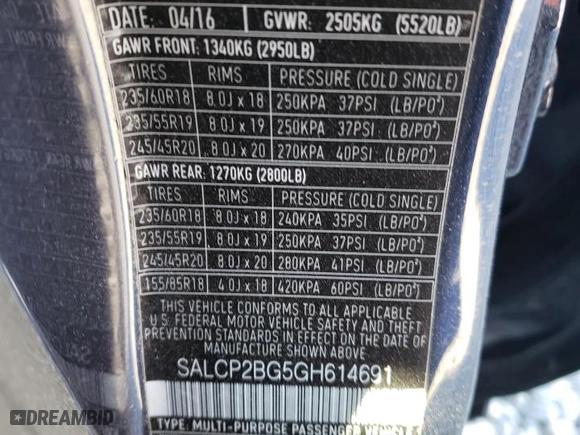 DATE: 04/16 GVWR: 2505KG (5520LB)
GAWR FRONT: 1340KG (2950LB)
TIRES RIMS PRESSURE (COLD SINGLE)
235/60R18 8.0J x 18 250KPA 37PSI (LB/PO²)
235/55R19 8.0J x 19 250KPA 37PSI (LB/PO²)
245/45R20 8.0J x 20 270KPA 40PSI (LB/PO²)
GAWR REAR: 1270KG (2800LB)
TIRES RIMS PRESSURE (COLD SINGLE)
235/60R18 8.0J x 18 240KPA 35PSI (LB/PO²)
235/55R19 8.0J x 19 250KPA 37PSI (LB/PO²)
245/45R20 8.0J x 20 280KPA 41PSI (LB/PO²)
155/85R18 4.0J x 18 420KPA 60PSI (LB/PO²)
THIS VEHICLE CONFORMS TO ALL APPLICABLE
U.S. FEDERAL MOTOR VEHICLE SAFETY AND THEFT
PREVENTION STANDARDS IN EFFECT ON THE DATE
OF MANUFACTURE SHOWN ABOVE.
SALCP2BG5GH614691
TYPE: MULTI-PURPOSE PASSENGER VEHICLE
© SALEDREAMBID